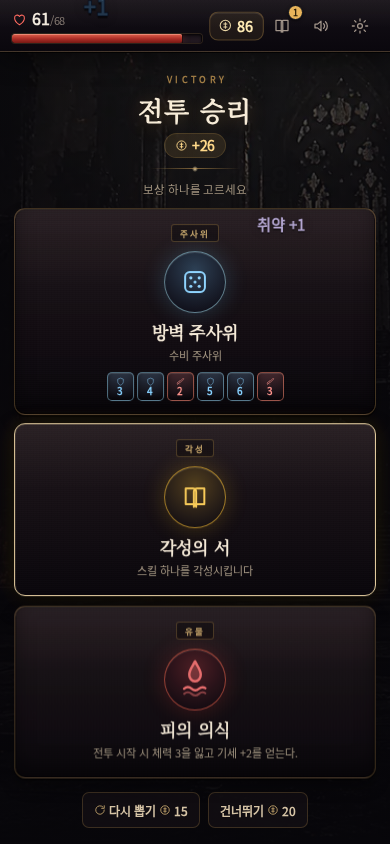 +1
61/68
86
1
VICTORY
전투 승리
+26
보상 하나를 고르세요
주사위
취약 +1
방벽 주사위
수비 주사위
3 4 2 5 6 3
각성
각성의 서
스킬 하나를 각성시킵니다
유물
피의 의식
전투 시작 시 체력 3을 잃고 기세 +2를 얻는다.
다시 뽑기 15 건너뛰기 20